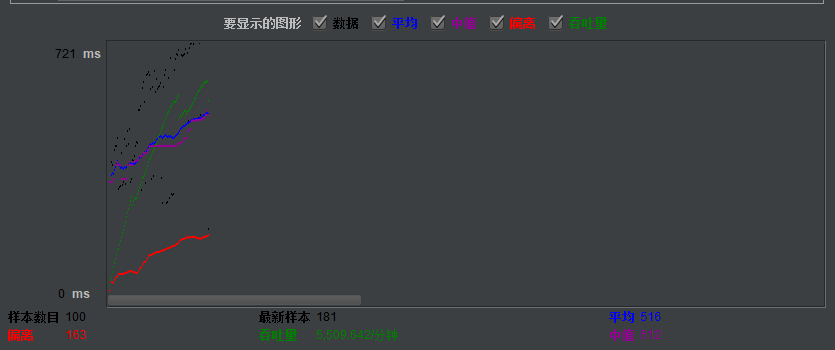 要显示的图形 数据 平均 中值 偏离 吞吐量
721 ms
0 ms
样本数目 100 最新样本 181 平均 516
偏离 163 吞吐量 5,509.642/分钟 中值 512